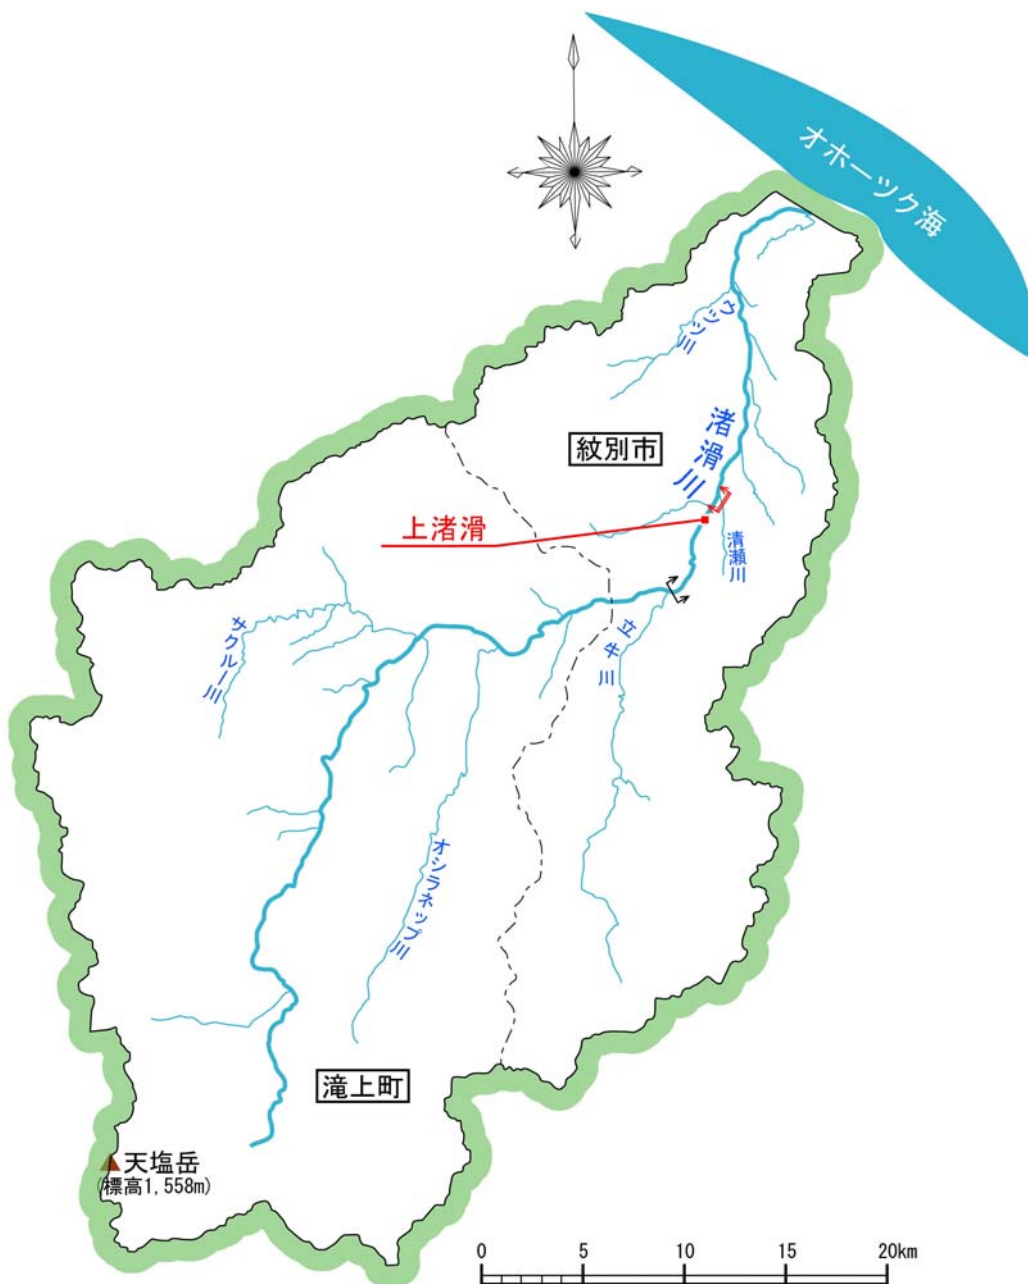 オホーツク海
ウツツ川
渚滑川
紋別市
上渚滑
清瀬川
立牛川
サクルー川
オシラネップ川
滝上町
天塩岳
(標高1,558m)
0 5 10 15 20km